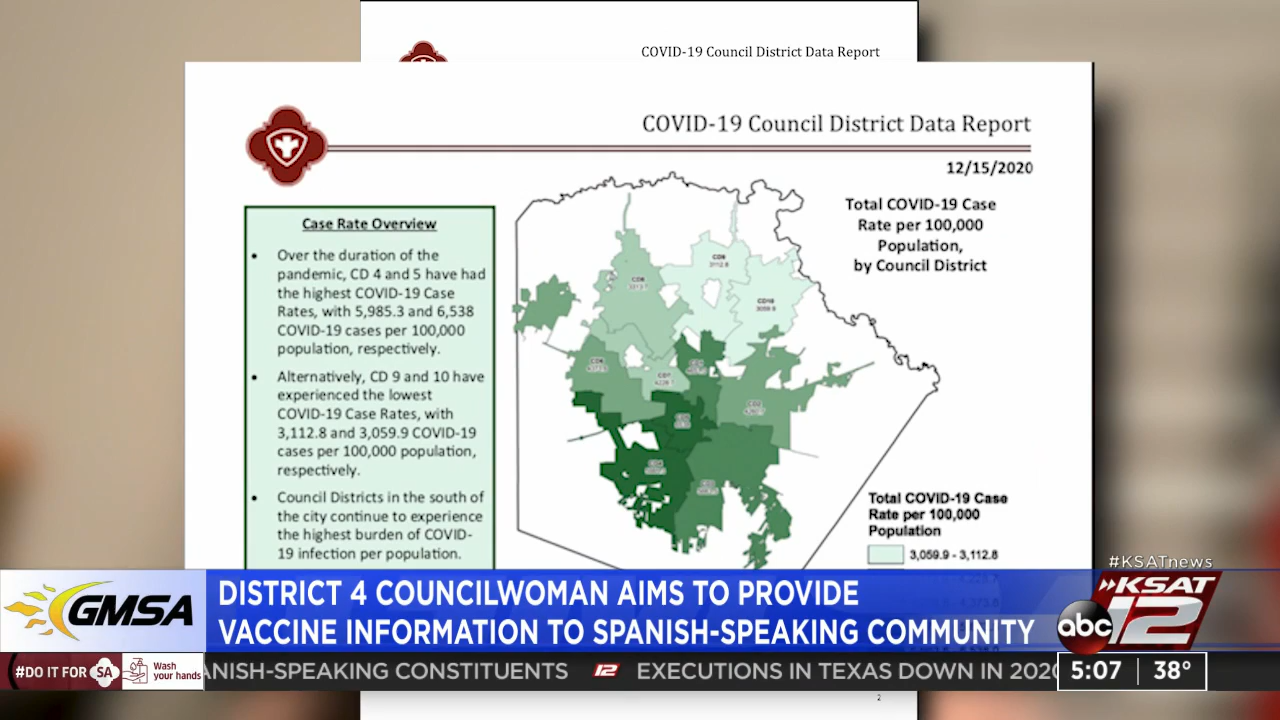 COVID-19 Council District Data Report
COVID-19 Council District Data Report
12/15/2020
Case Rate Overview
• Over the duration of the
pandemic, CD 4 and 5 have had
the highest COVID-19 Case
Rates, with 5,985.3 and 6,538
COVID-19 cases per 100,000
population, respectively.
• Alternatively, CD 9 and 10 have
experienced the lowest
COVID-19 Case Rates, with
3,112.8 and 3,059.9 COVID-19
cases per 100,000 population,
respectively.
• Council Districts in the south of
the city continue to experience
the highest burden of COVID-
19 infection per population.
Total COVID-19 Case
Rate per 100,000
Population,
by Council District
CD9
3112.8
CD10
3059.9
Total COVID-19 Case
Rate per 100,000
Population
3,059.9 - 3,112.8
#KSATnews
GMSA
DISTRICT 4 COUNCILWOMAN AIMS TO PROVIDE
VACCINE INFORMATION TO SPANISH-SPEAKING COMMUNITY
abc
KSAT
12
#DO IT FOR SA
Wash
your hands
ANISH-SPEAKING CONSTITUENTS 12 EXECUTIONS IN TEXAS DOWN IN 2020
5:07 38°
2